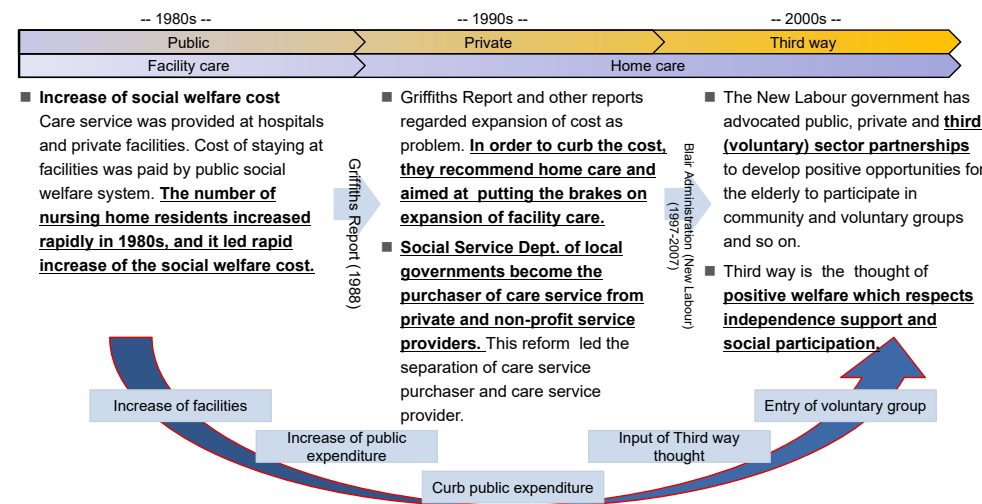 -- 1980s --
-- 1990s --
-- 2000s --
Public
Private
Third way
Facility care
Home care
■ Increase of social welfare cost
Care service was provided at hospitals
and private facilities. Cost of staying at
facilities was paid by public social
welfare system. The number of
nursing home residents increased
rapidly in 1980s, and it led rapid
increase of the social welfare cost.
Griffiths Report (1988)
■ Griffiths Report and other reports
regarded expansion of cost as
problem. In order to curb the cost,
they recommend home care and
aimed at putting the brakes on
expansion of facility care.
■ Social Service Dept. of local
governments become the
purchaser of care service from
private and non-profit service
providers. This reform led the
separation of care service
purchaser and care service
provider.
Blair Administration (New Labour)
(1997-2007)
■ The New Labour government has
advocated public, private and third
(voluntary) sector partnerships
to develop positive opportunities for
the elderly to participate in
community and voluntary groups
and so on.
■ Third way is the thought of
positive welfare which respects
independence support and
social participation.
Increase of facilities
Increase of public
expenditure
Curb public expenditure
Input of Third way
thought
Entry of voluntary group